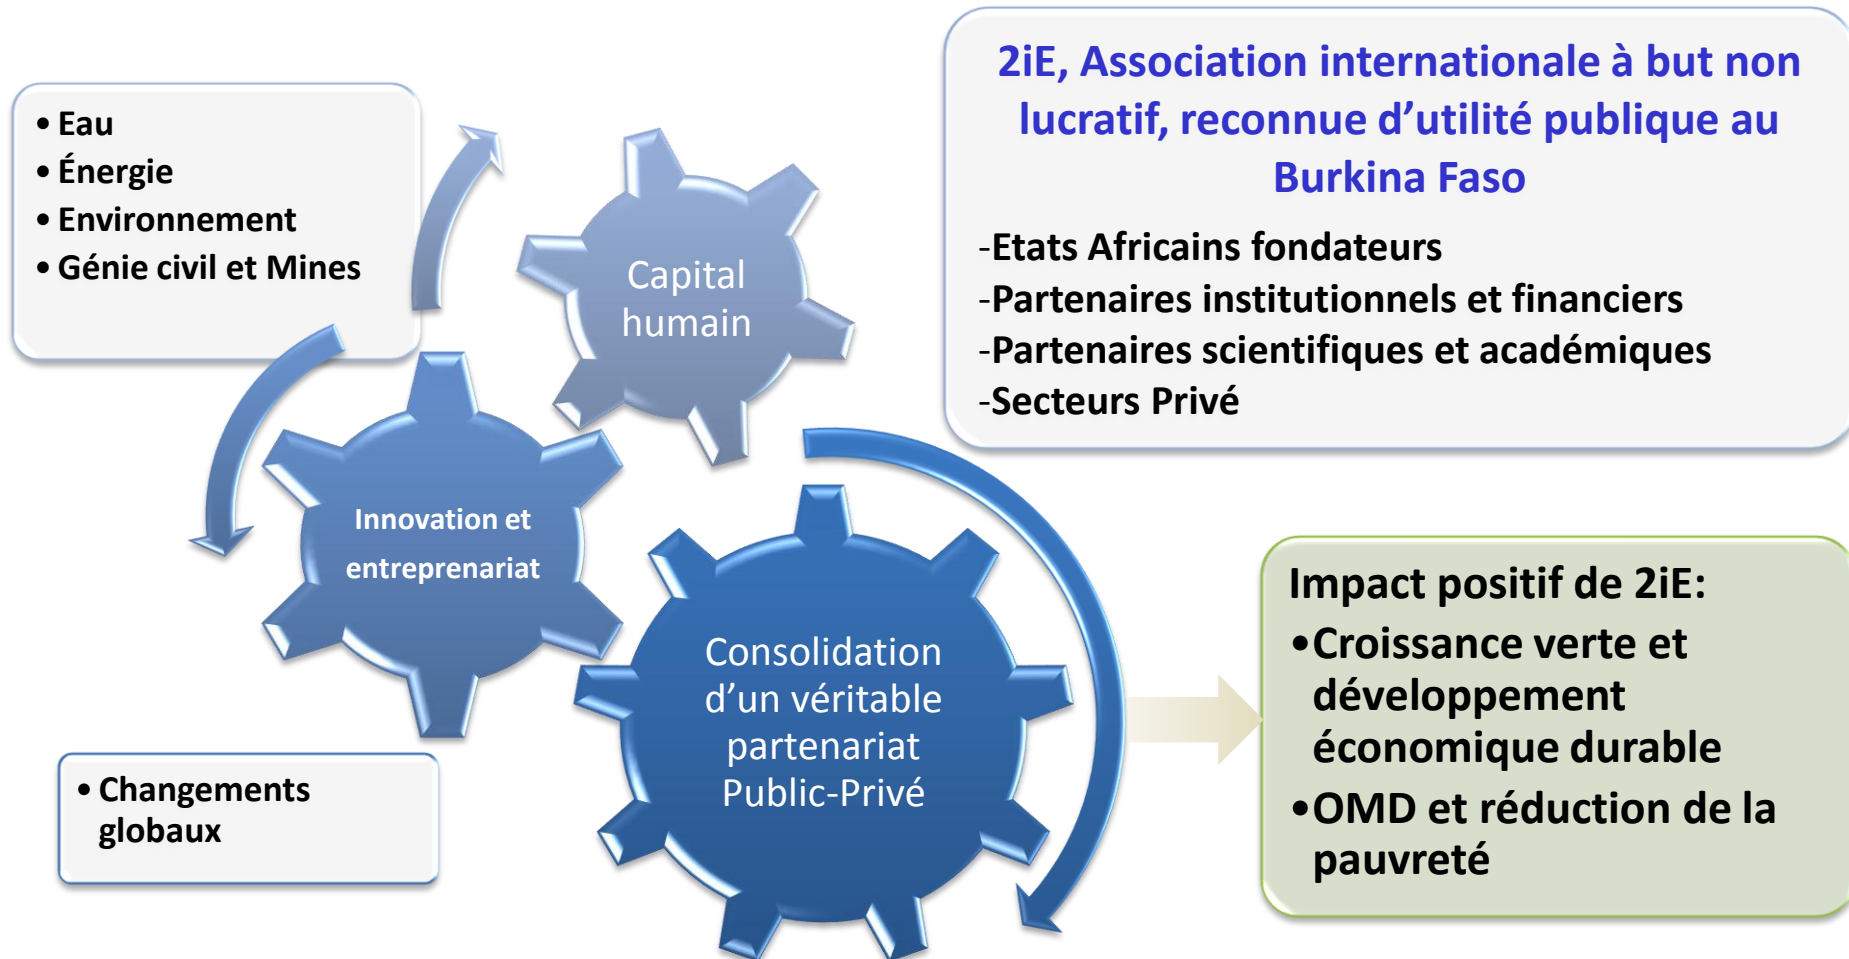 • Eau
• Énergie
• Environnement
• Génie civil et Mines
Capital
humain
2iE, Association internationale à but non
lucratif, reconnue d’utilité publique au
Burkina Faso
-Etats Africains fondateurs
-Partenaires institutionnels et financiers
-Partenaires scientifiques et académiques
-Secteurs Privé
Innovation et
entreprenariat
Consolidation
d’un véritable
partenariat
Public-Privé
• Changements
globaux
Impact positif de 2iE:
•Croissance verte et
développement
économique durable
•OMD et réduction de la
pauvreté